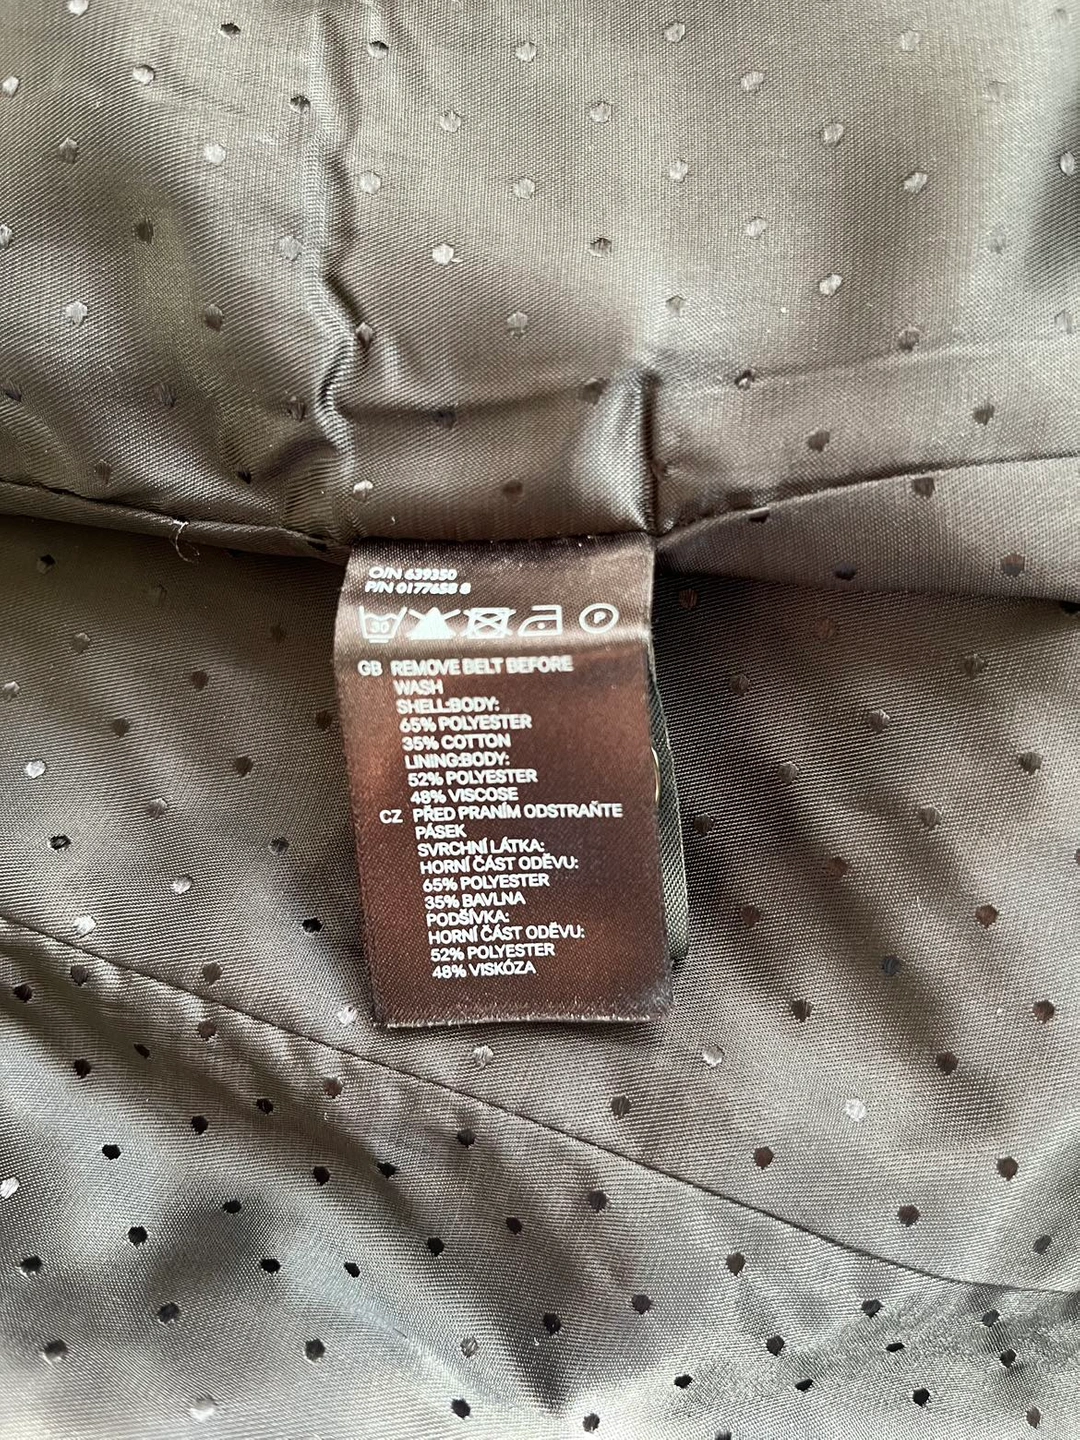 O/N 639350
P/N 0177658 8
30 P
GB REMOVE BELT BEFORE
WASH
SHELL:BODY:
65% POLYESTER
35% COTTON
LINING:BODY:
52% POLYESTER
48% VISCOSE
CZ PŘED PRANÍM ODSTRAŇTE
PÁSEK
SVRCHNÍ LÁTKA:
HORNÍ ČÁST ODĚVU:
65% POLYESTER
35% BAVLNA
PODŠÍVKA:
HORNÍ ČÁST ODĚVU:
52% POLYESTER
48% VISKÓZA